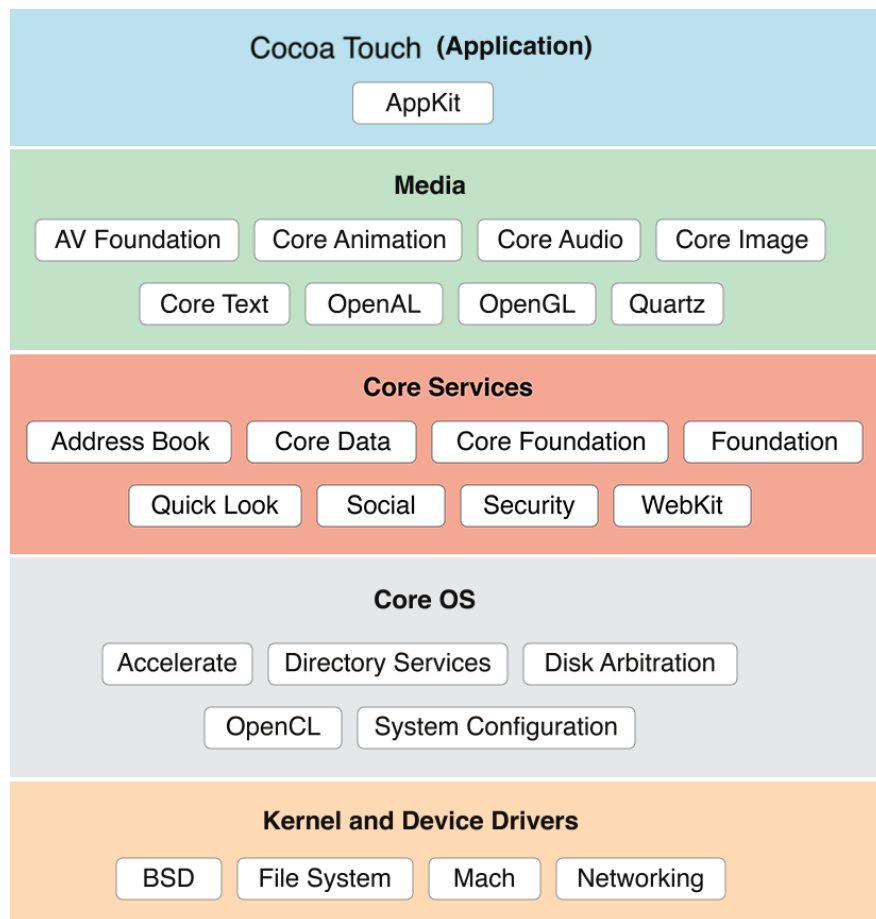 Cocoa Touch (Application)
AppKit
Media
AV Foundation Core Animation Core Audio Core Image
Core Text OpenAL OpenGL Quartz
Core Services
Address Book Core Data Core Foundation Foundation
Quick Look Social Security WebKit
Core OS
Accelerate Directory Services Disk Arbitration
OpenCL System Configuration
Kernel and Device Drivers
BSD File System Mach Networking